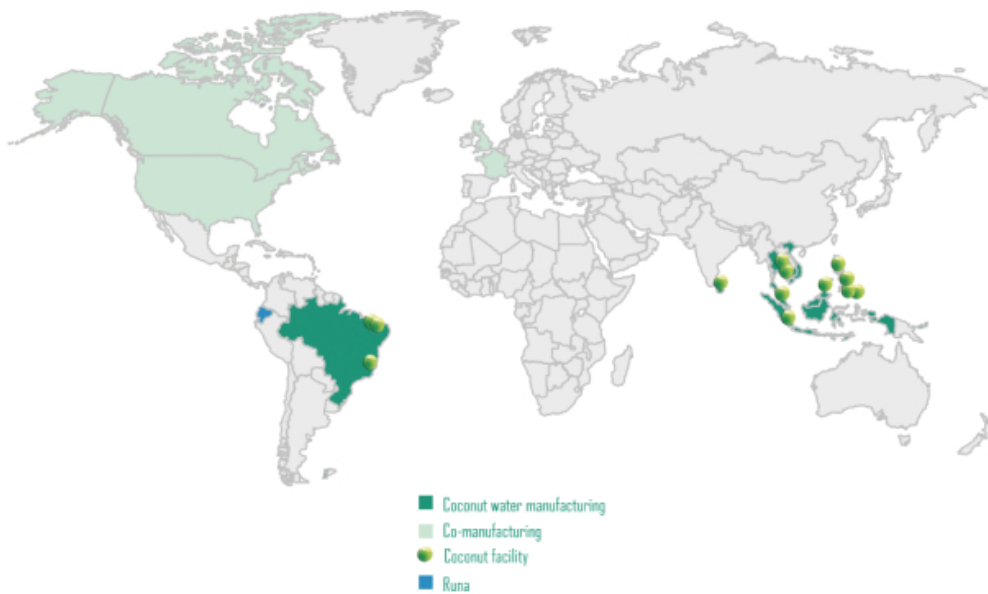 Coconut water manufacturing
Co-manufacturing
Coconut facility
Runa